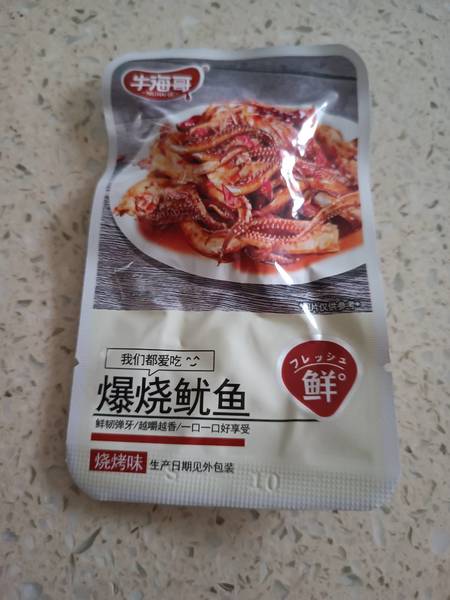 牛海哥
图片仅供参考
我们都爱吃 ^^
爆烧鱿鱼
フレッシュ
鲜
鲜韧弹牙/越嚼越香/一口一口好享受
烧烤味 生产日期见外包装
10